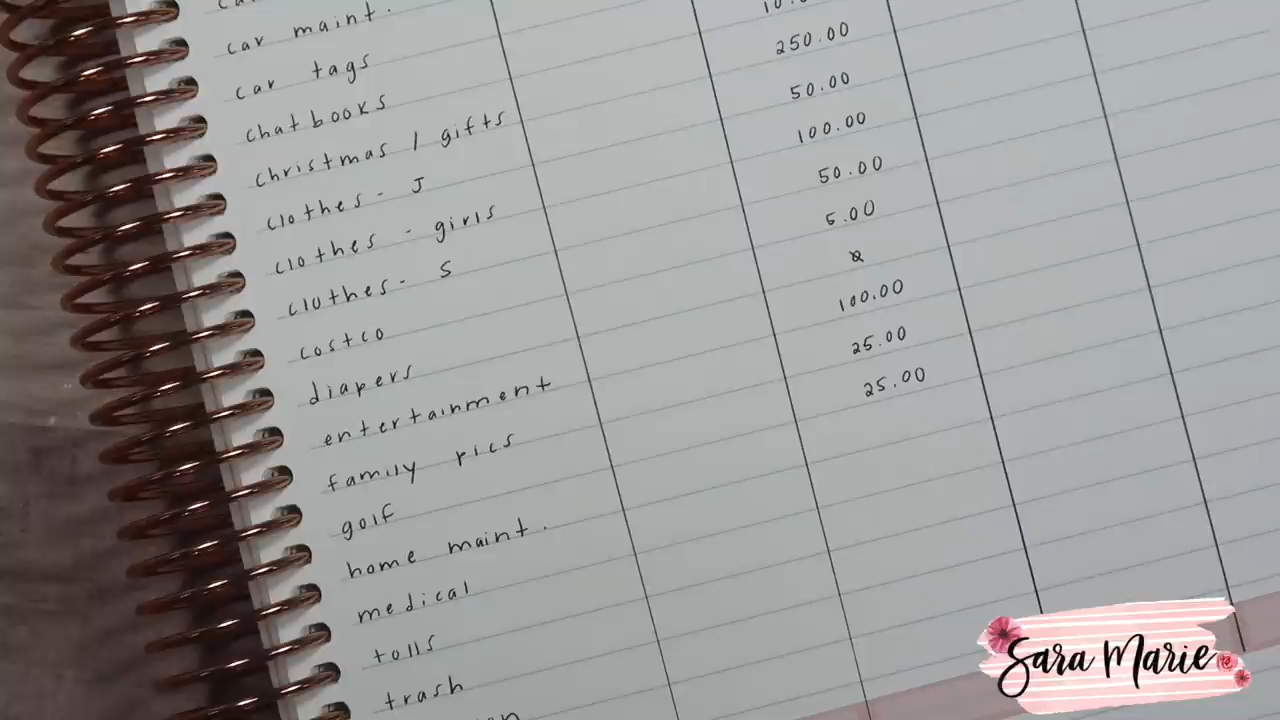 car maint.
car tags
chatbooks
christmas / gifts 250.00
clothes - J 50.00
clothes - girls 100.00
clothes - S 50.00
costco 5.00
diapers
entertainment 100.00
family pics 25.00
golf 25.00
home maint.
medical
tolls
trash
Sara Marie